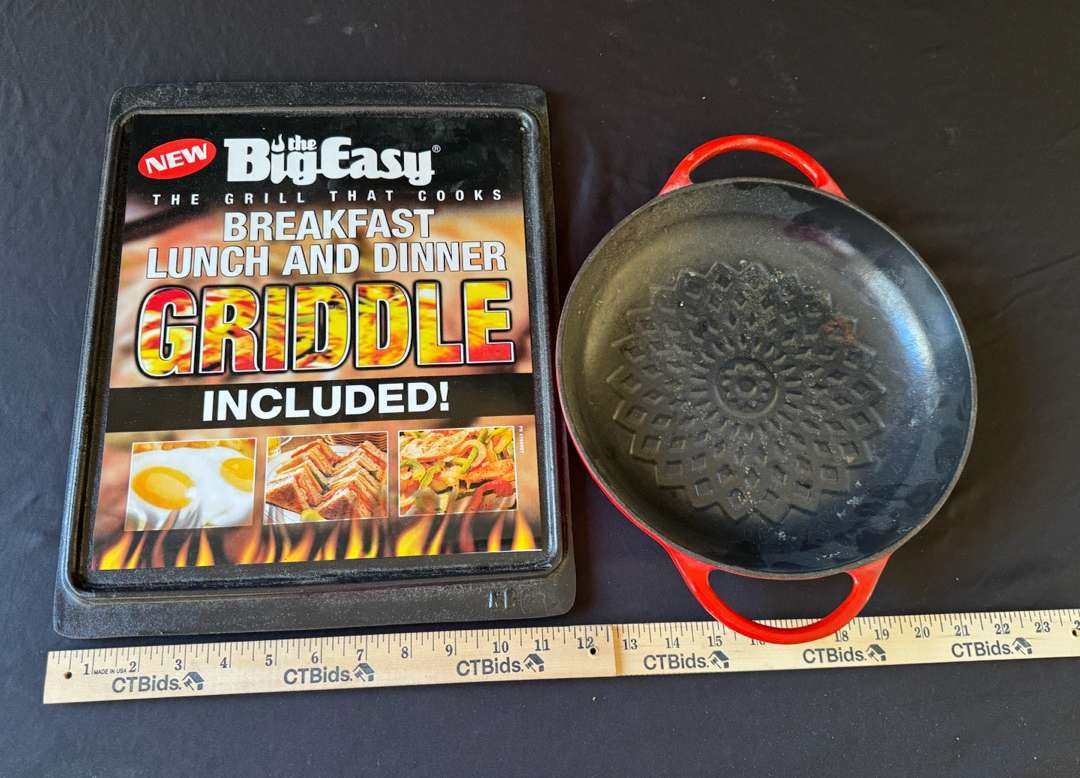 NEW
the
BigEasy®
THE GRILL THAT COOKS
BREAKFAST
LUNCH AND DINNER
GRIDDLE
INCLUDED!
1 MADE IN USA 2 3 4 5 6 7 8 9 10 11 12 13 14 15 18 19 20 21 22 23
CTBids. CTBids. CTBids. CTBids. CTBids. CTBids.